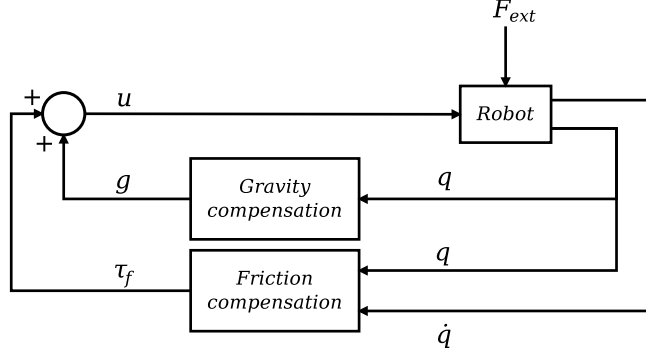 F_ext
+
u
Robot
+
g
Gravity
compensation
q
τ_f
Friction
compensation
q
q̇